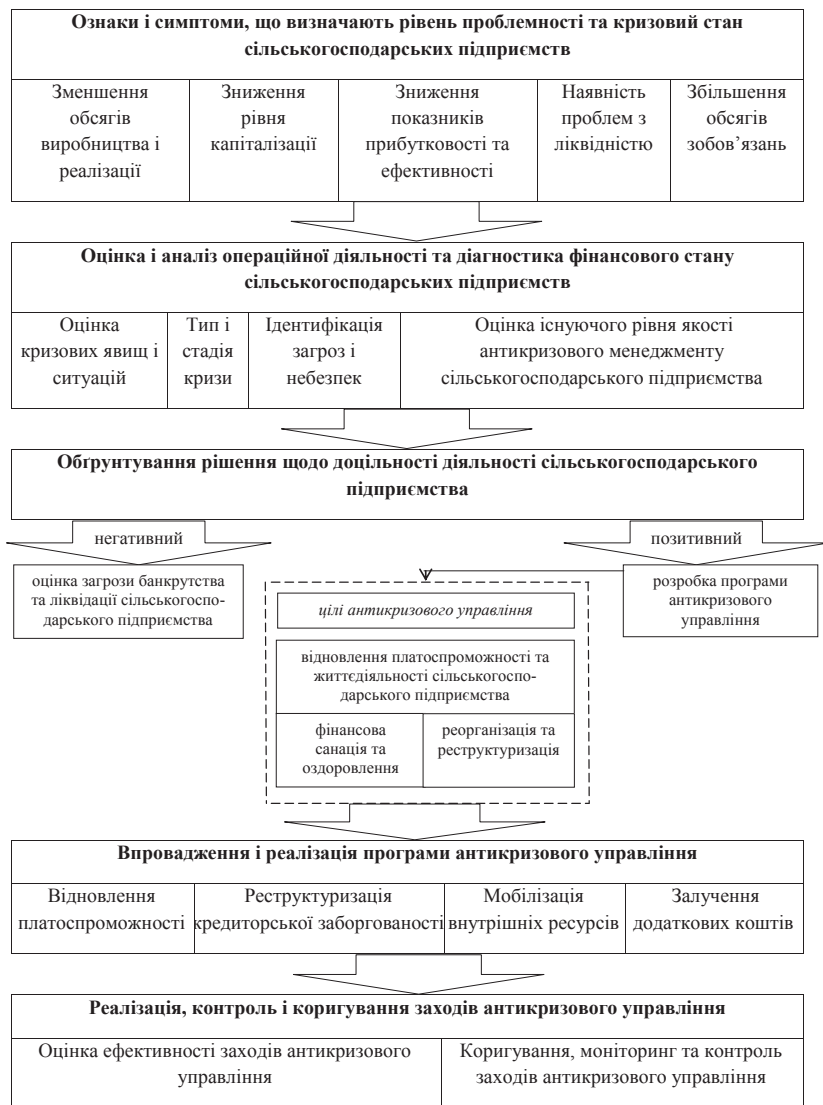 Ознаки і симптоми, що визначають рівень проблемності та кризовий стан
сільськогосподарських підприємств
Зменшення
обсягів
виробництва і
реалізації
Зниження
рівня
капіталізації
Зниження
показників
прибутковості та
ефективності
Наявність
проблем з
ліквідністю
Збільшення
обсягів
зобов’язань
Оцінка і аналіз операційної діяльності та діагностика фінансового стану
сільськогосподарських підприємств
Оцінка
кризових явищ і
ситуацій
Тип і
стадія
кризи
Ідентифікація
загроз і
небезпек
Оцінка існуючого рівня якості
антикризового менеджменту
сільськогосподарського підприємства
Обґрунтування рішення щодо доцільності діяльності сільськогосподарського
підприємства
негативний
позитивний
оцінка загрози банкрутства
та ліквідації сільськогоспо-
дарського підприємства
цілі антикризового управління
відновлення платоспроможності та
життєдіяльності сільськогоспо-
дарського підприємства
фінансова
санація та
оздоровлення
реорганізація та
реструктуризація
розробка програми
антикризового
управління
Впровадження і реалізація програми антикризового управління
Відновлення
платоспроможності
Реструктуризація
кредиторської заборгованості
Мобілізація
внутрішніх ресурсів
Залучення
додаткових коштів
Реалізація, контроль і коригування заходів антикризового управління
Оцінка ефективності заходів антикризового
управління
Коригування, моніторинг та контроль
заходів антикризового управління